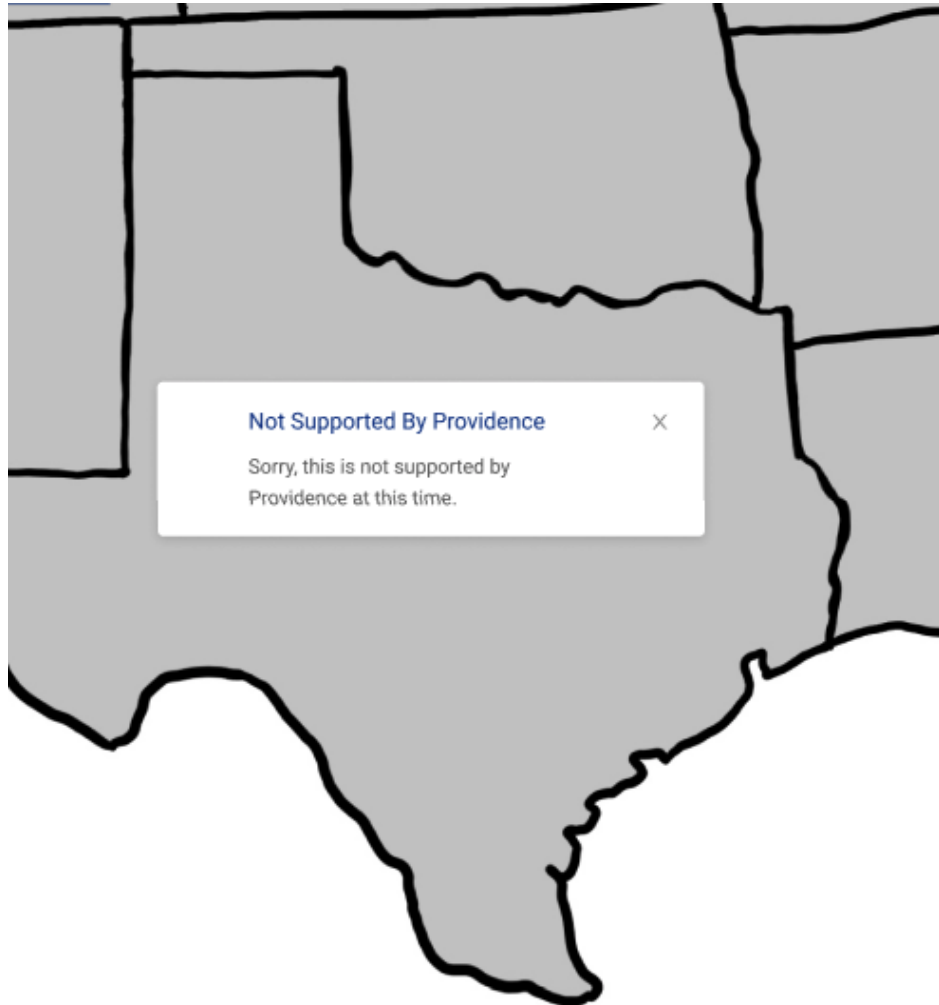 Not Supported By Providence
Sorry, this is not supported by
Providence at this time.